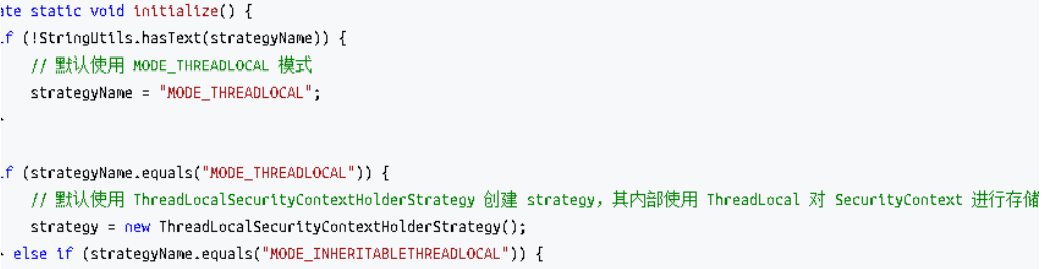 ate static void initialize() {
if (!StringUtils.hasText(strategyName)) {
// 默认使用 MODE_THREADLOCAL 模式
strategyName = "MODE_THREADLOCAL";
if (strategyName.equals("MODE_THREADLOCAL")) {
// 默认使用 ThreadLocalSecurityContextHolderStrategy 创建 strategy，其内部使用 ThreadLocal 对 SecurityContext 进行存储
strategy = new ThreadLocalSecurityContextHolderStrategy();
else if (strategyName.equals("MODE_INHERITABLETHREADLOCAL")) {